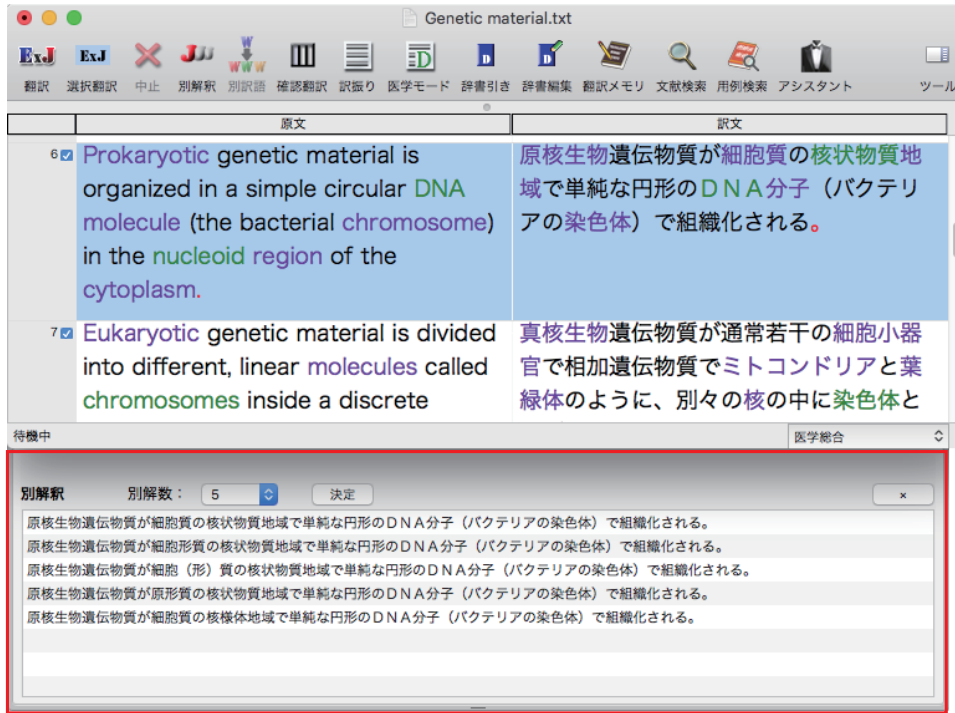 Genetic material.txt
ExJ ExJ J W WWW D D D
翻訳 選択翻訳 中止 別解釈 別訳語 確認翻訳 訳振り 医学モード 辞書引き 辞書編集 翻訳メモリ 文献検索 用例検索 アシスタント ツール
原文 訳文
6 Prokaryotic genetic material is
organized in a simple circular DNA
molecule (the bacterial chromosome)
in the nucleoid region of the
cytoplasm.
原核生物遺伝物質が細胞質の核状物質地
域で単純な円形のＤＮＡ分子（バクテリ
アの染色体）で組織化される。
7 Eukaryotic genetic material is divided
into different, linear molecules called
chromosomes inside a discrete
真核生物遺伝物質が通常若干の細胞小器
官で相加遺伝物質でミトコンドリアと葉
緑体のように、別々の核の中に染色体と
待機中 医学総合
別解釈 別解数： 5 決定 ×
原核生物遺伝物質が細胞質の核状物質地域で単純な円形のＤＮＡ分子（バクテリアの染色体）で組織化される。
原核生物遺伝物質が細胞形質の核状物質地域で単純な円形のＤＮＡ分子（バクテリアの染色体）で組織化される。
原核生物遺伝物質が細胞（形）質の核状物質地域で単純な円形のＤＮＡ分子（バクテリアの染色体）で組織化される。
原核生物遺伝物質が原形質の核状物質地域で単純な円形のＤＮＡ分子（バクテリアの染色体）で組織化される。
原核生物遺伝物質が細胞質の核様体地域で単純な円形のＤＮＡ分子（バクテリアの染色体）で組織化される。